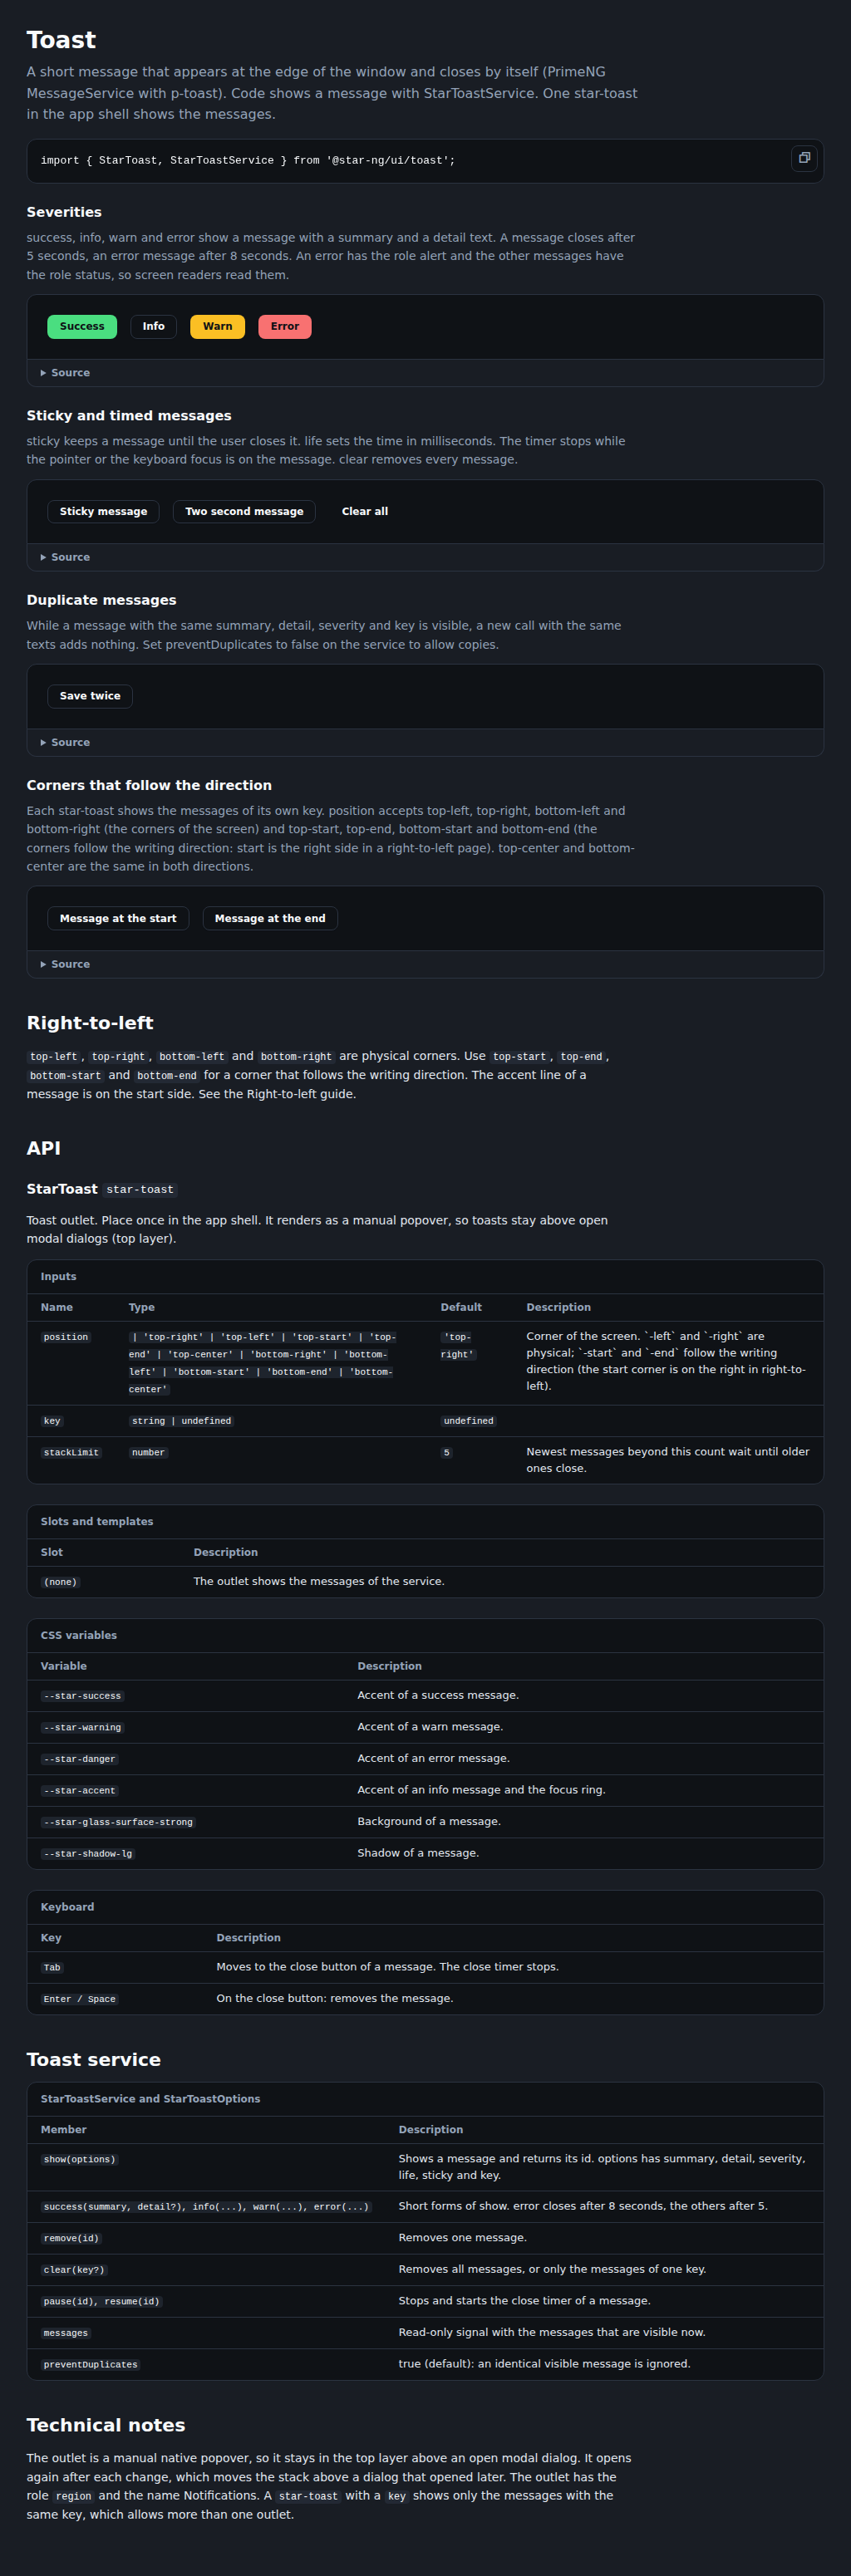 Toast
A short message that appears at the edge of the window and closes by itself (PrimeNG
MessageService with p-toast). Code shows a message with StarToastService. One star-toast
in the app shell shows the messages.
import { StarToast, StarToastService } from '@star-ng/ui/toast';
Severities
success, info, warn and error show a message with a summary and a detail text. A message closes after
5 seconds, an error message after 8 seconds. An error has the role alert and the other messages have
the role status, so screen readers read them.
Success Info Warn Error
Source
Sticky and timed messages
sticky keeps a message until the user closes it. life sets the time in milliseconds. The timer stops while
the pointer or the keyboard focus is on the message. clear removes every message.
Sticky message Two second message Clear all
Source
Duplicate messages
While a message with the same summary, detail, severity and key is visible, a new call with the same
texts adds nothing. Set preventDuplicates to false on the service to allow copies.
Save twice
Source
Corners that follow the direction
Each star-toast shows the messages of its own key. position accepts top-left, top-right, bottom-left and
bottom-right (the corners of the screen) and top-start, top-end, bottom-start and bottom-end (the
corners follow the writing direction: start is the right side in a right-to-left page). top-center and bottom-
center are the same in both directions.
Message at the start Message at the end
Source
Right-to-left
top-left, top-right, bottom-left and bottom-right are physical corners. Use top-start, top-end,
bottom-start and bottom-end for a corner that follows the writing direction. The accent line of a
message is on the start side. See the Right-to-left guide.
API
StarToast star-toast
Toast outlet. Place once in the app shell. It renders as a manual popover, so toasts stay above open
modal dialogs (top layer).
Inputs
Name Type Default Description
position | 'top-right' | 'top-left' | 'top-start' | 'top- 'top- Corner of the screen. `-left` and `-right` are
end' | 'top-center' | 'bottom-right' | 'bottom- right' physical; `-start` and `-end` follow the writing
left' | 'bottom-start' | 'bottom-end' | 'bottom- direction (the start corner is on the right in right-to-
center' left).
key string | undefined undefined
stackLimit number 5 Newest messages beyond this count wait until older
ones close.
Slots and templates
Slot Description
(none) The outlet shows the messages of the service.
CSS variables
Variable Description
--star-success Accent of a success message.
--star-warning Accent of a warn message.
--star-danger Accent of an error message.
--star-accent Accent of an info message and the focus ring.
--star-glass-surface-strong Background of a message.
--star-shadow-lg Shadow of a message.
Keyboard
Key Description
Tab Moves to the close button of a message. The close timer stops.
Enter / Space On the close button: removes the message.
Toast service
StarToastService and StarToastOptions
Member Description
show(options) Shows a message and returns its id. options has summary, detail, severity,
life, sticky and key.
success(summary, detail?), info(...), warn(...), error(...) Short forms of show. error closes after 8 seconds, the others after 5.
remove(id) Removes one message.
clear(key?) Removes all messages, or only the messages of one key.
pause(id), resume(id) Stops and starts the close timer of a message.
messages Read-only signal with the messages that are visible now.
preventDuplicates true (default): an identical visible message is ignored.
Technical notes
The outlet is a manual native popover, so it stays in the top layer above an open modal dialog. It opens
again after each change, which moves the stack above a dialog that opened later. The outlet has the
role region and the name Notifications. A star-toast with a key shows only the messages with the
same key, which allows more than one outlet.